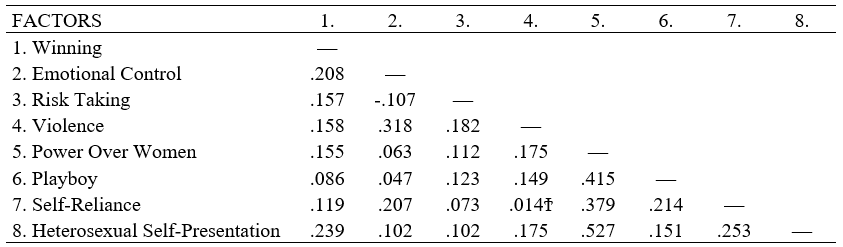 FACTORS 1. 2. 3. 4. 5. 6. 7. 8.
1. Winning —
2. Emotional Control .208 —
3. Risk Taking .157 -.107 —
4. Violence .158 .318 .182 —
5. Power Over Women .155 .063 .112 .175 —
6. Playboy .086 .047 .123 .149 .415 —
7. Self-Reliance .119 .207 .073 .014Ϯ .379 .214 —
8. Heterosexual Self-Presentation .239 .102 .102 .175 .527 .151 .253 —